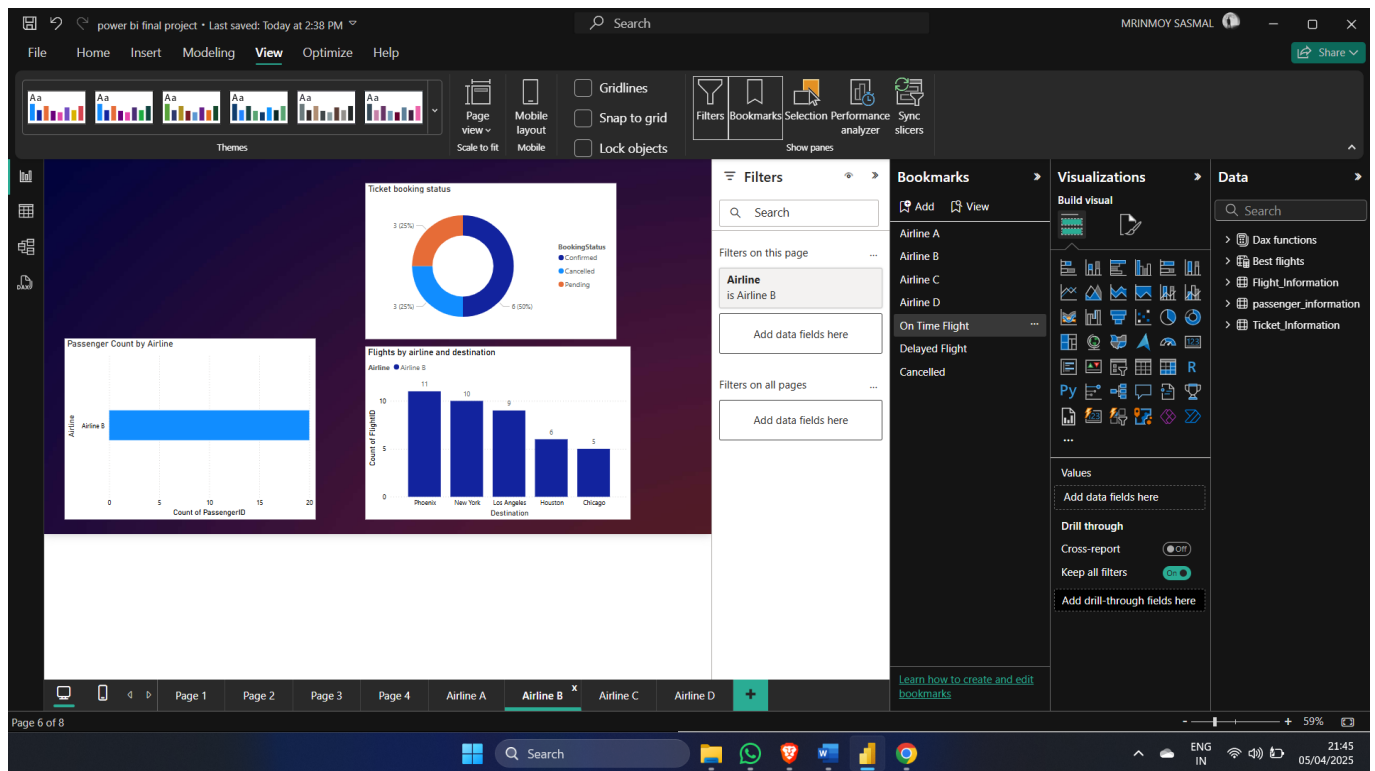 power bi final project • Last saved: Today at 2:38 PM
Search
MRINMOY SASMAL
File Home Insert Modeling View Optimize Help
Share
Aa Aa Aa Aa Aa Aa
Themes
Page view
Scale to fit
Mobile layout
Mobile
Gridlines
Snap to grid
Lock objects
Filters Bookmarks Selection Performance analyzer Sync slicers
Show panes
Ticket booking status
3 (25%)
3 (25%)
6 (50%)
BookingStatus
Confirmed
Cancelled
Pending
Passenger Count by Airline
Airline
Airline B
0 5 10 15 20
Count of PassengerID
Flights by airline and destination
Airline Airline B
Count of FlightID
10
5
0
11 10 9 6 5
Phoenix New York Los Angeles Houston Chicago
Destination
Filters
Search
Filters on this page ...
Airline
is Airline B
Add data fields here
Filters on all pages ...
Add data fields here
Bookmarks
Add View
Airline A
Airline B
Airline C
Airline D
On Time Flight ...
Delayed Flight
Cancelled
Learn how to create and edit
bookmarks
Visualizations
Build visual
123
R
Py
123
...
Values
Add data fields here
Drill through
Cross-report Off
Keep all filters On
Add drill-through fields here
Data
Search
Dax functions
Best flights
Flight_Information
passenger_information
Ticket_Information
DAX
Page 1 Page 2 Page 3 Page 4 Airline A Airline B x Airline C Airline D +
Page 6 of 8
- + 59%
Search
ENG
IN
21:45
05/04/2025